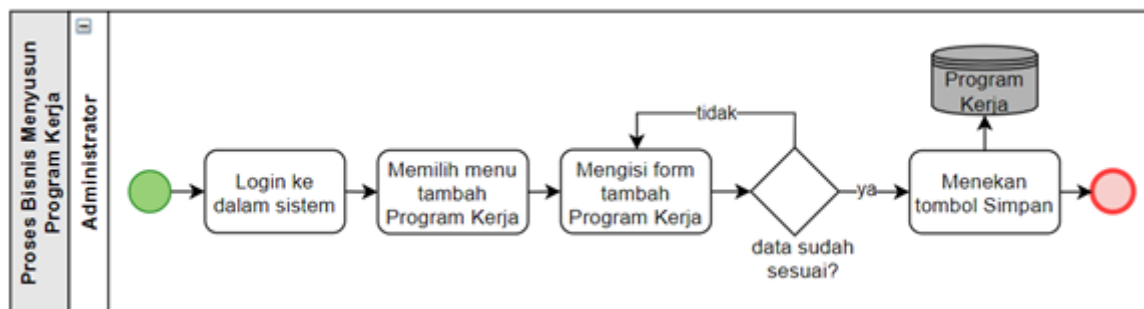 Proses Bisnis Menyusun
Program Kerja
Administrator
Login ke
dalam sistem
Memilih menu
tambah
Program Kerja
Mengisi form
tambah
Program Kerja
tidak
data sudah
sesuai?
ya
Menekan
tombol Simpan
Program
Kerja